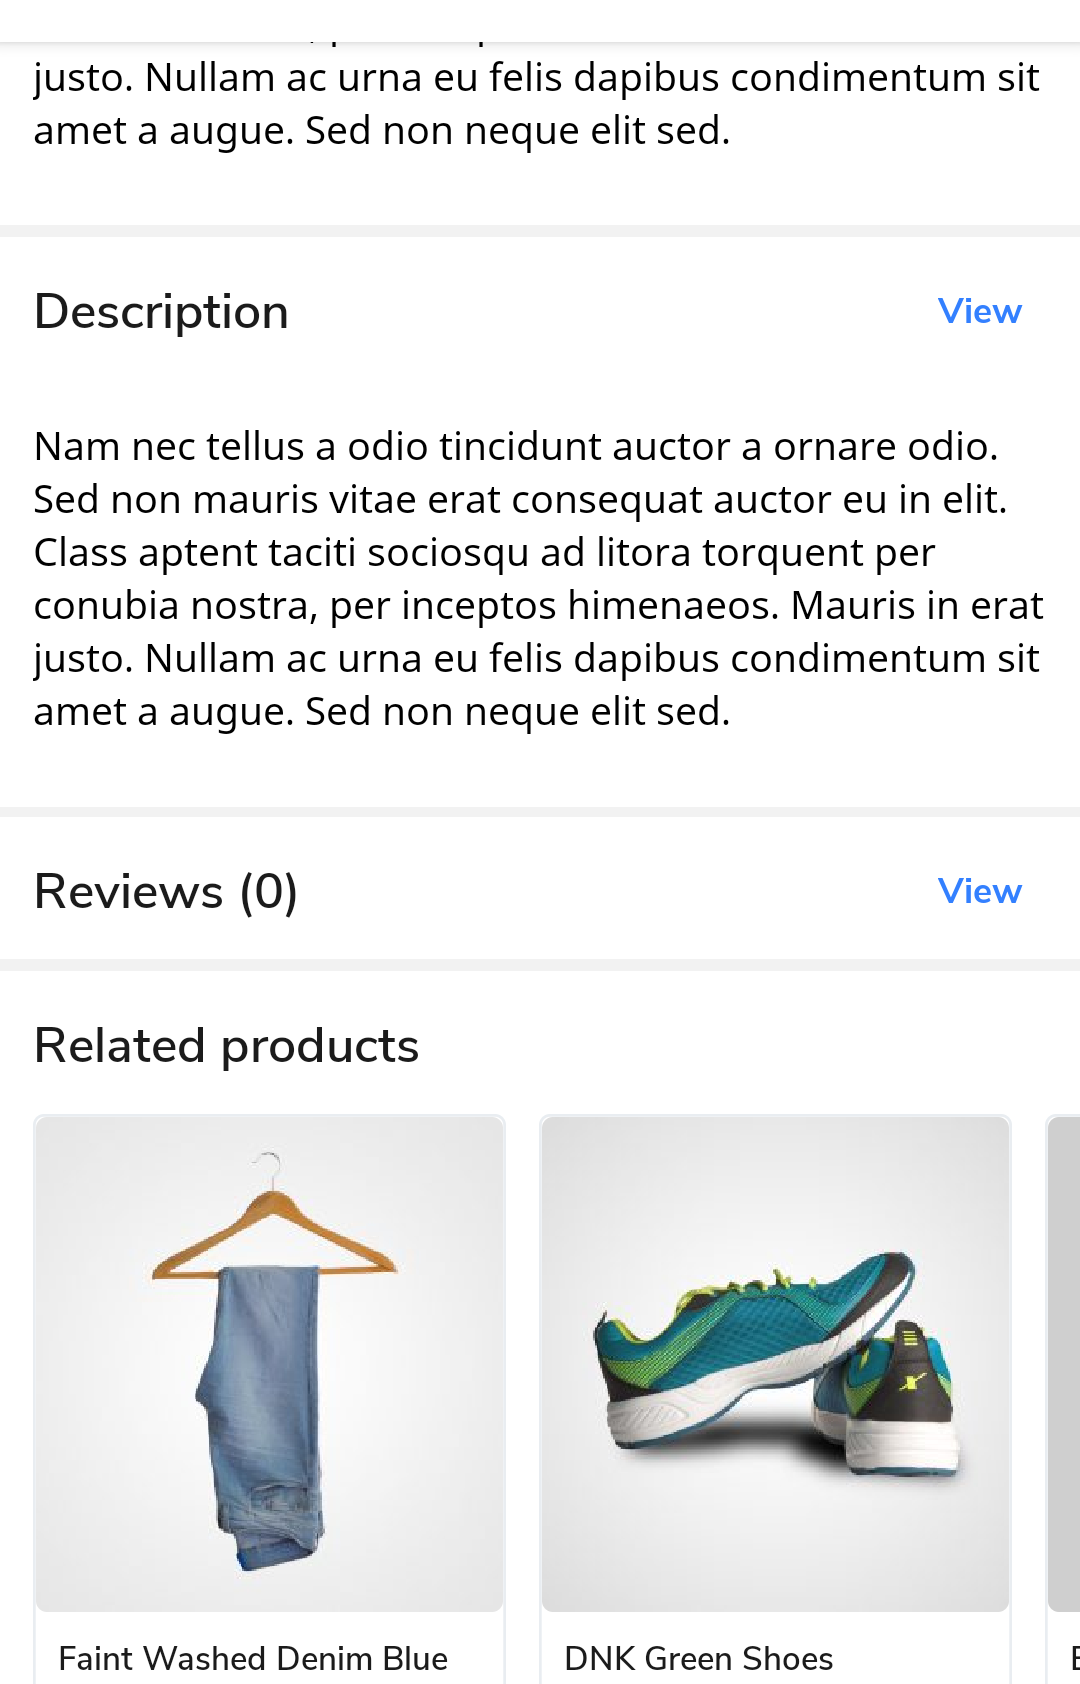 justo. Nullam ac urna eu felis dapibus condimentum sit
amet a augue. Sed non neque elit sed.
Description
View
Nam nec tellus a odio tincidunt auctor a ornare odio.
Sed non mauris vitae erat consequat auctor eu in elit.
Class aptent taciti sociosqu ad litora torquent per
conubia nostra, per inceptos himenaeos. Mauris in erat
justo. Nullam ac urna eu felis dapibus condimentum sit
amet a augue. Sed non neque elit sed.
Reviews (0)
View
Related products
Faint Washed Denim Blue
DNK Green Shoes